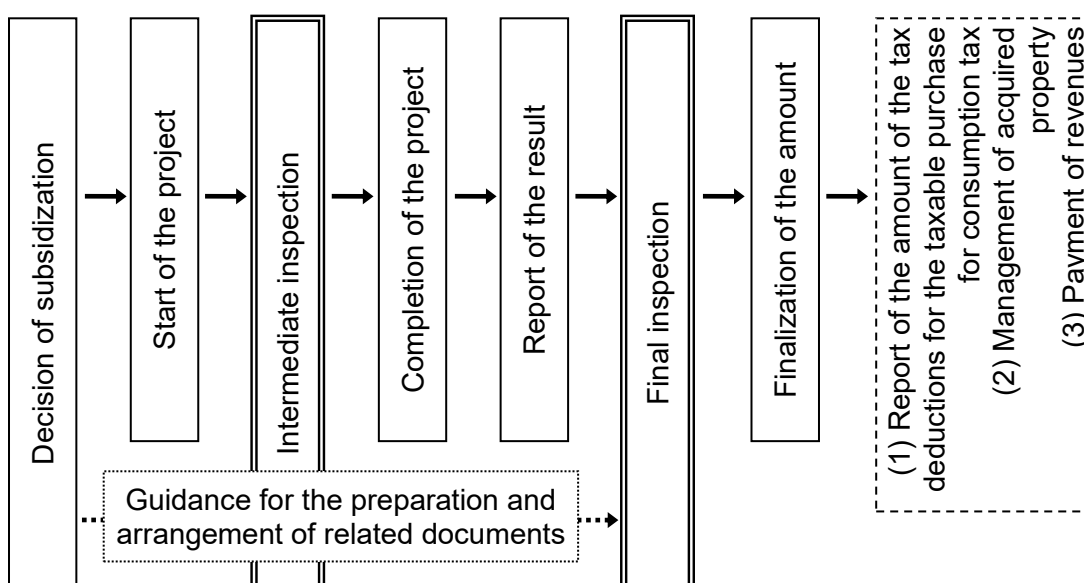 Decision of subsidization
Start of the project
Intermediate inspection
Completion of the project
Report of the result
Final inspection
Finalization of the amount
(1) Report of the amount of the tax
deductions for the taxable purchase
for consumption tax
(2) Management of acquired
property
(3) Payment of revenues
Guidance for the preparation and
arrangement of related documents